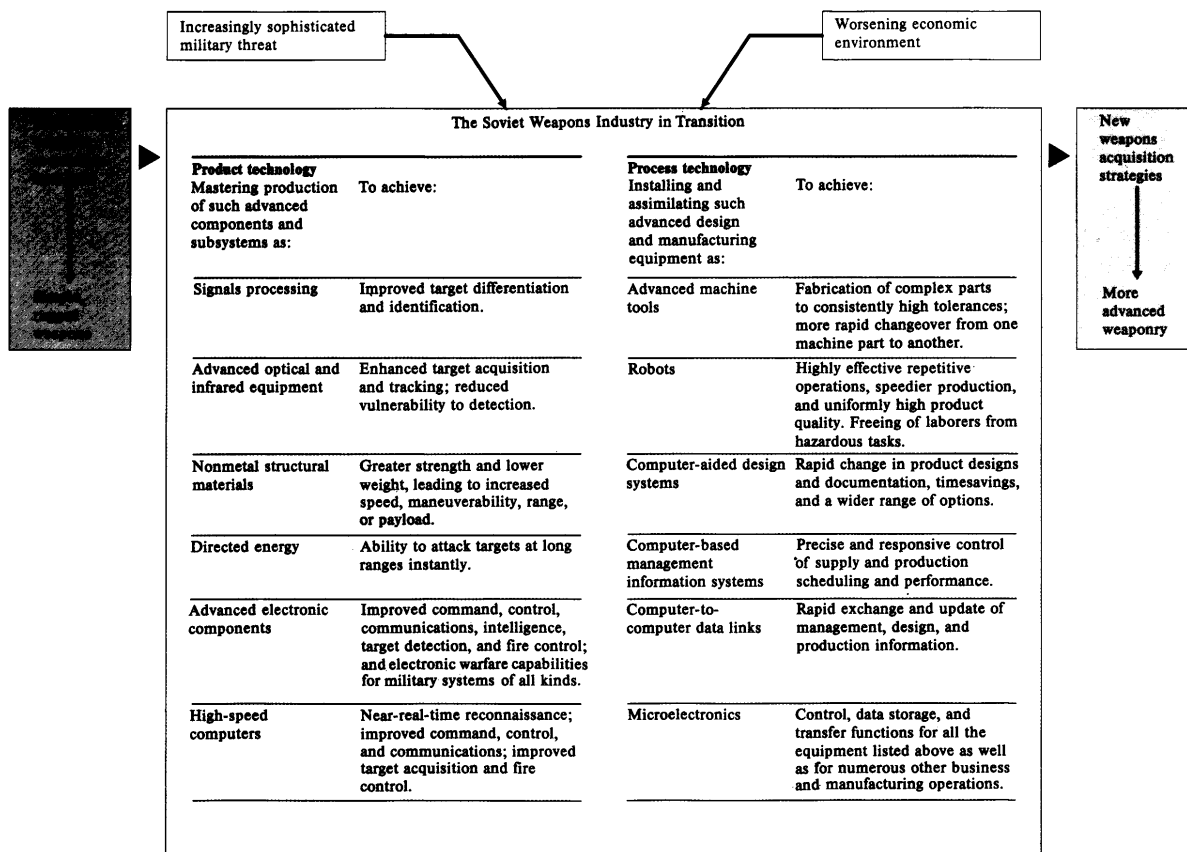 Increasingly sophisticated
military threat
Worsening economic
environment
The Soviet Weapons Industry in Transition
Product technology
Mastering production
of such advanced
components and
subsystems as:
To achieve:
Signals processing
Improved target differentiation
and identification.
Advanced optical and
infrared equipment
Enhanced target acquisition
and tracking; reduced
vulnerability to detection.
Nonmetal structural
materials
Greater strength and lower
weight, leading to increased
speed, maneuverability, range,
or payload.
Directed energy
Ability to attack targets at long
ranges instantly.
Advanced electronic
components
Improved command, control,
communications, intelligence,
target detection, and fire control;
and electronic warfare capabilities
for military systems of all kinds.
High-speed
computers
Near-real-time reconnaissance;
improved command, control,
and communications; improved
target acquisition and fire
control.
Process technology
Installing and
assimilating such
advanced design
and manufacturing
equipment as:
To achieve:
Advanced machine
tools
Fabrication of complex parts
to consistently high tolerances;
more rapid changeover from one
machine part to another.
Robots
Highly effective repetitive
operations, speedier production,
and uniformly high product
quality. Freeing of laborers from
hazardous tasks.
Computer-aided design
systems
Rapid change in product designs
and documentation, timesavings,
and a wider range of options.
Computer-based
management
information systems
Precise and responsive control
of supply and production
scheduling and performance.
Computer-to-
computer data links
Rapid exchange and update of
management, design, and
production information.
Microelectronics
Control, data storage, and
transfer functions for all the
equipment listed above as well
as for numerous other business
and manufacturing operations.
New
weapons
acquisition
strategies
More
advanced
weaponry